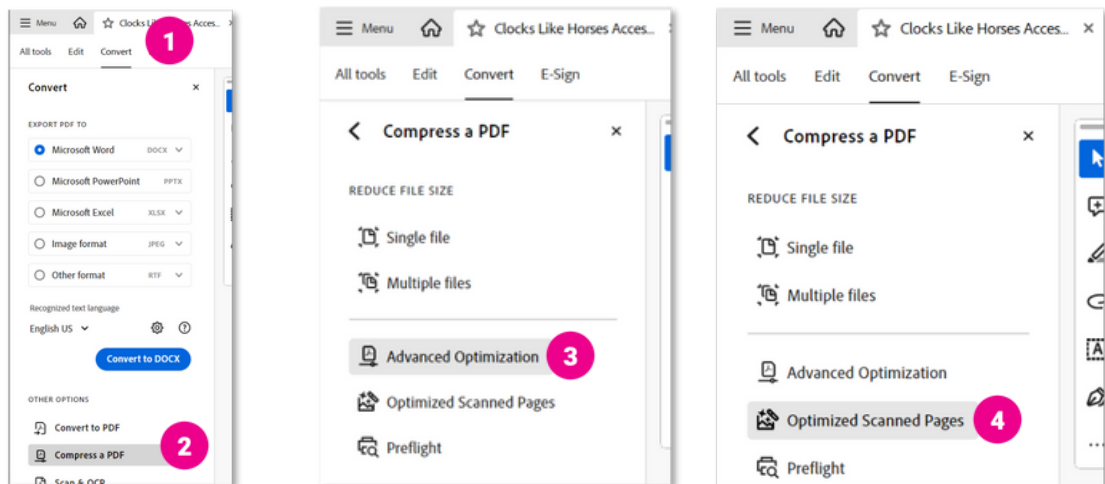 Menu
Clocks Li
Acces..
1
All tools Edit Convert
Convert
EXPORT PDF TO
Microsoft Word DOCX
Microsoft PowerPoint PPTX
Microsoft Excel XLSX
Image format JPEG
Other format RTF
Recognized text language
English US
Convert to DOCX
OTHER OPTIONS
Convert to PDF
Compress a PDF 2
Scan & OCR
Menu Clocks Like Horses Acces...
All tools Edit Convert E-Sign
Compress a PDF
REDUCE FILE SIZE
Single file
Multiple files
Advanced Optimization 3
Optimized Scanned Pages
Preflight
Menu Clocks Like Horses Acces...
All tools Edit Convert E-Sign
Compress a PDF
REDUCE FILE SIZE
Single file
Multiple files
Advanced Optimization
Optimized Scanned Pages 4
Preflight